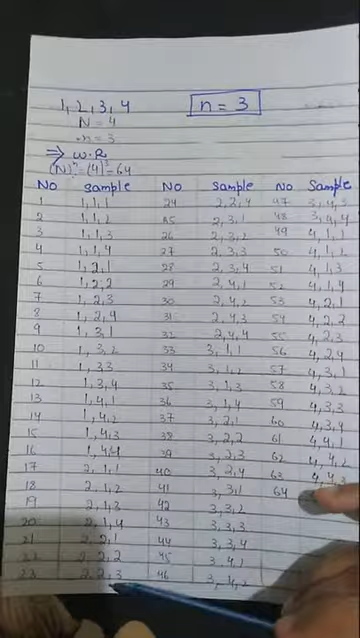 1, 2, 3, 4
n = 3
N = 4
n = 3
⇒ W.R
(N)ⁿ = (4)³ = 64
No sample No sample No sample
1 1, 1, 1 24 2, 2, 4 47 3, 4, 3
2 1, 1, 2 25 2, 3, 1 48 3, 4, 4
3 1, 1, 3 26 2, 3, 2 49 4, 1, 1
4 1, 1, 4 27 2, 3, 3 50 4, 1, 2
5 1, 2, 1 28 2, 3, 4 51 4, 1, 3
6 1, 2, 2 29 2, 4, 1 52 4, 1, 4
7 1, 2, 3 30 2, 4, 2 53 4, 2, 1
8 1, 2, 4 31 2, 4, 3 54 4, 2, 2
9 1, 3, 1 32 2, 4, 4 55 4, 2, 3
10 1, 3, 2 33 3, 1, 1 56 4, 2, 4
11 1, 3, 3 34 3, 1, 2 57 4, 3, 1
12 1, 3, 4 35 3, 1, 3 58 4, 3, 2
13 1, 4, 1 36 3, 1, 4 59 4, 3, 3
14 1, 4, 2 37 3, 2, 1 60 4, 3, 4
15 1, 4, 3 38 3, 2, 2 61 4, 4, 1
16 1, 4, 4 39 3, 2, 3 62 4, 4, 2
17 2, 1, 1 40 3, 2, 4 63 4, 4, 3
18 2, 1, 2 41 3, 3, 1 64
19 2, 1, 3 42 3, 3, 2
20 2, 1, 4 43 3, 3, 3
21 2, 2, 1 44 3, 3, 4
22 2, 2, 2 45 3, 4, 1
23 2, 2, 3 46 3, 4, 2